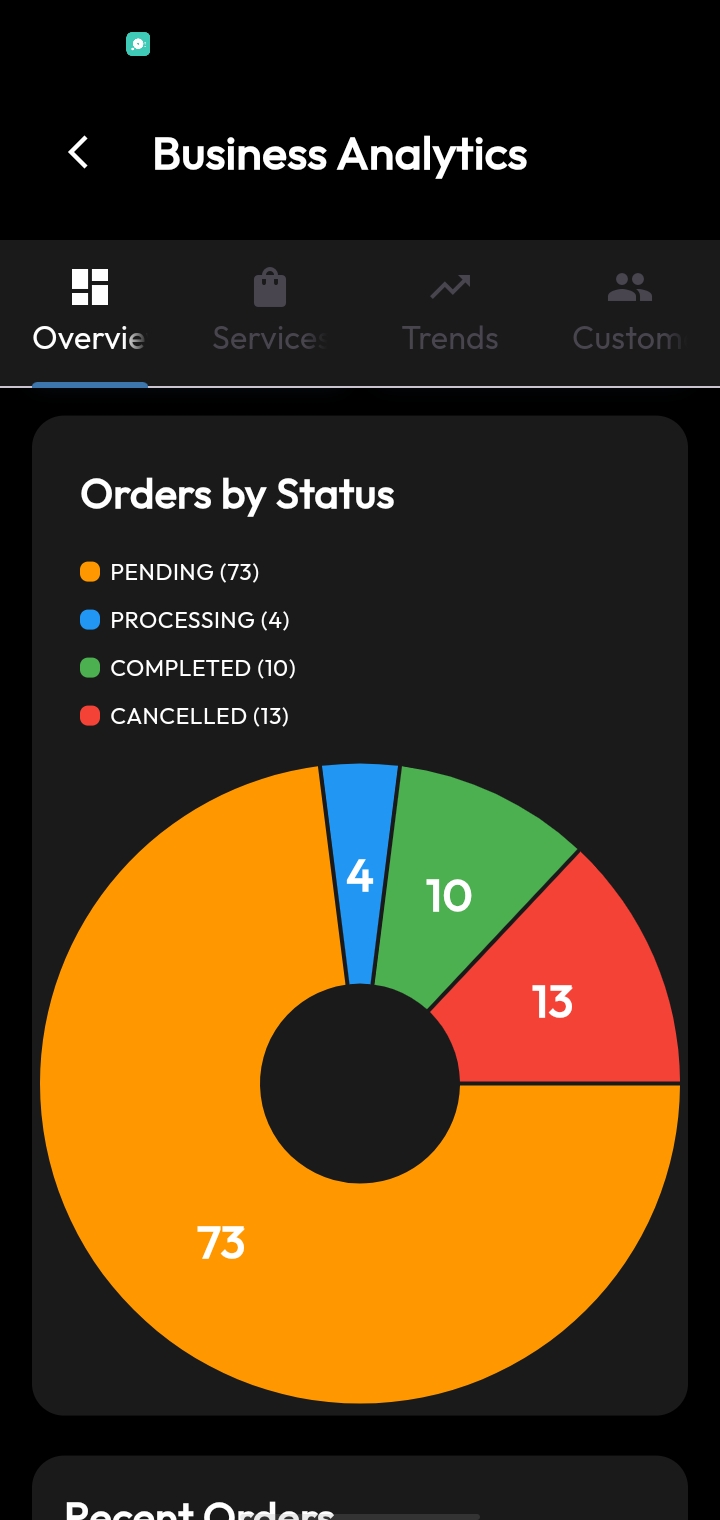 Business Analytics
Overvie
Services
Trends
Custom
Orders by Status
PENDING (73)
PROCESSING (4)
COMPLETED (10)
CANCELLED (13)
4
10
13
73
Recent Orders